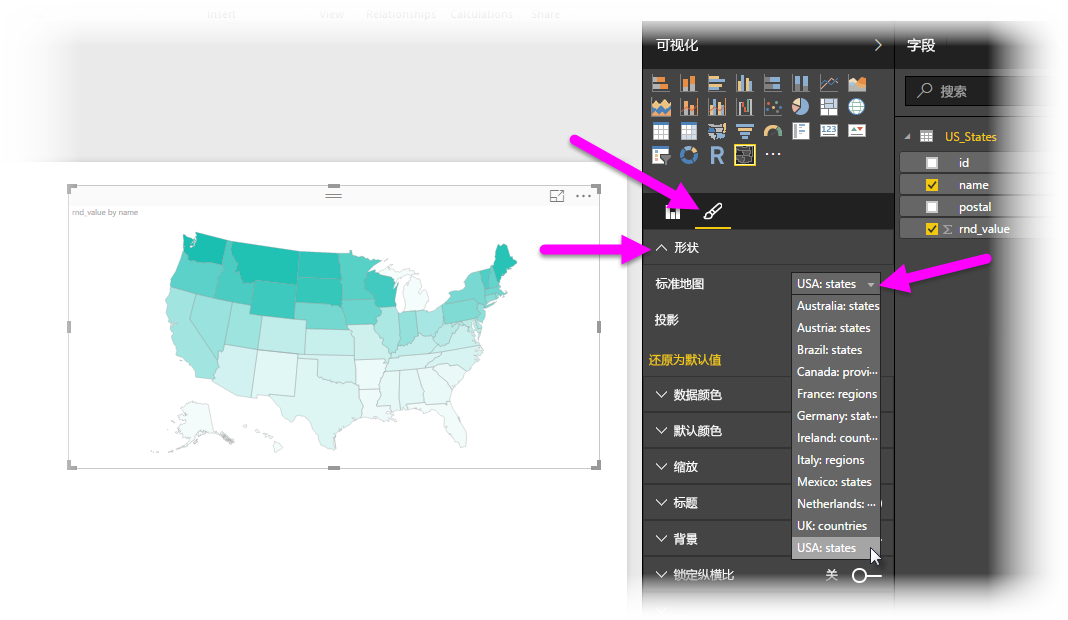 Insert View Relationships Calculations Share
可视化
字段
搜索
R
123
US_States
id
name
postal
Σ rnd_value
rnd_value by name
形状
标准地图
USA: states
Australia: states
Austria: states
Brazil: states
Canada: provi···
France: regions
Germany: stat···
Ireland: count···
Italy: regions
Mexico: states
Netherlands: ···
UK: countries
USA: states
投影
还原为默认值
数据颜色
默认颜色
缩放
标题
背景
锁定纵横比 关